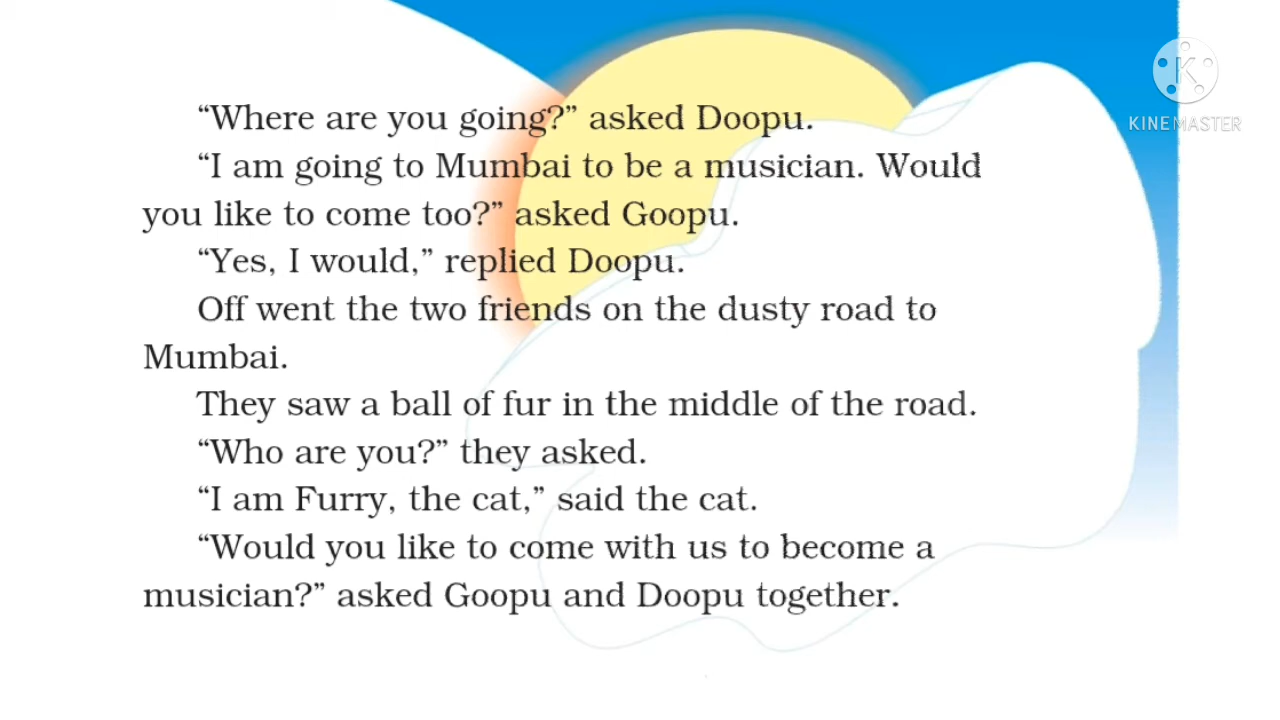 “Where are you going?” asked Doopu.
“I am going to Mumbai to be a musician. Would
you like to come too?” asked Goopu.
“Yes, I would,” replied Doopu.
Off went the two friends on the dusty road to
Mumbai.
They saw a ball of fur in the middle of the road.
“Who are you?” they asked.
“I am Furry, the cat,” said the cat.
“Would you like to come with us to become a
musician?” asked Goopu and Doopu together.
K
KINEMASTER